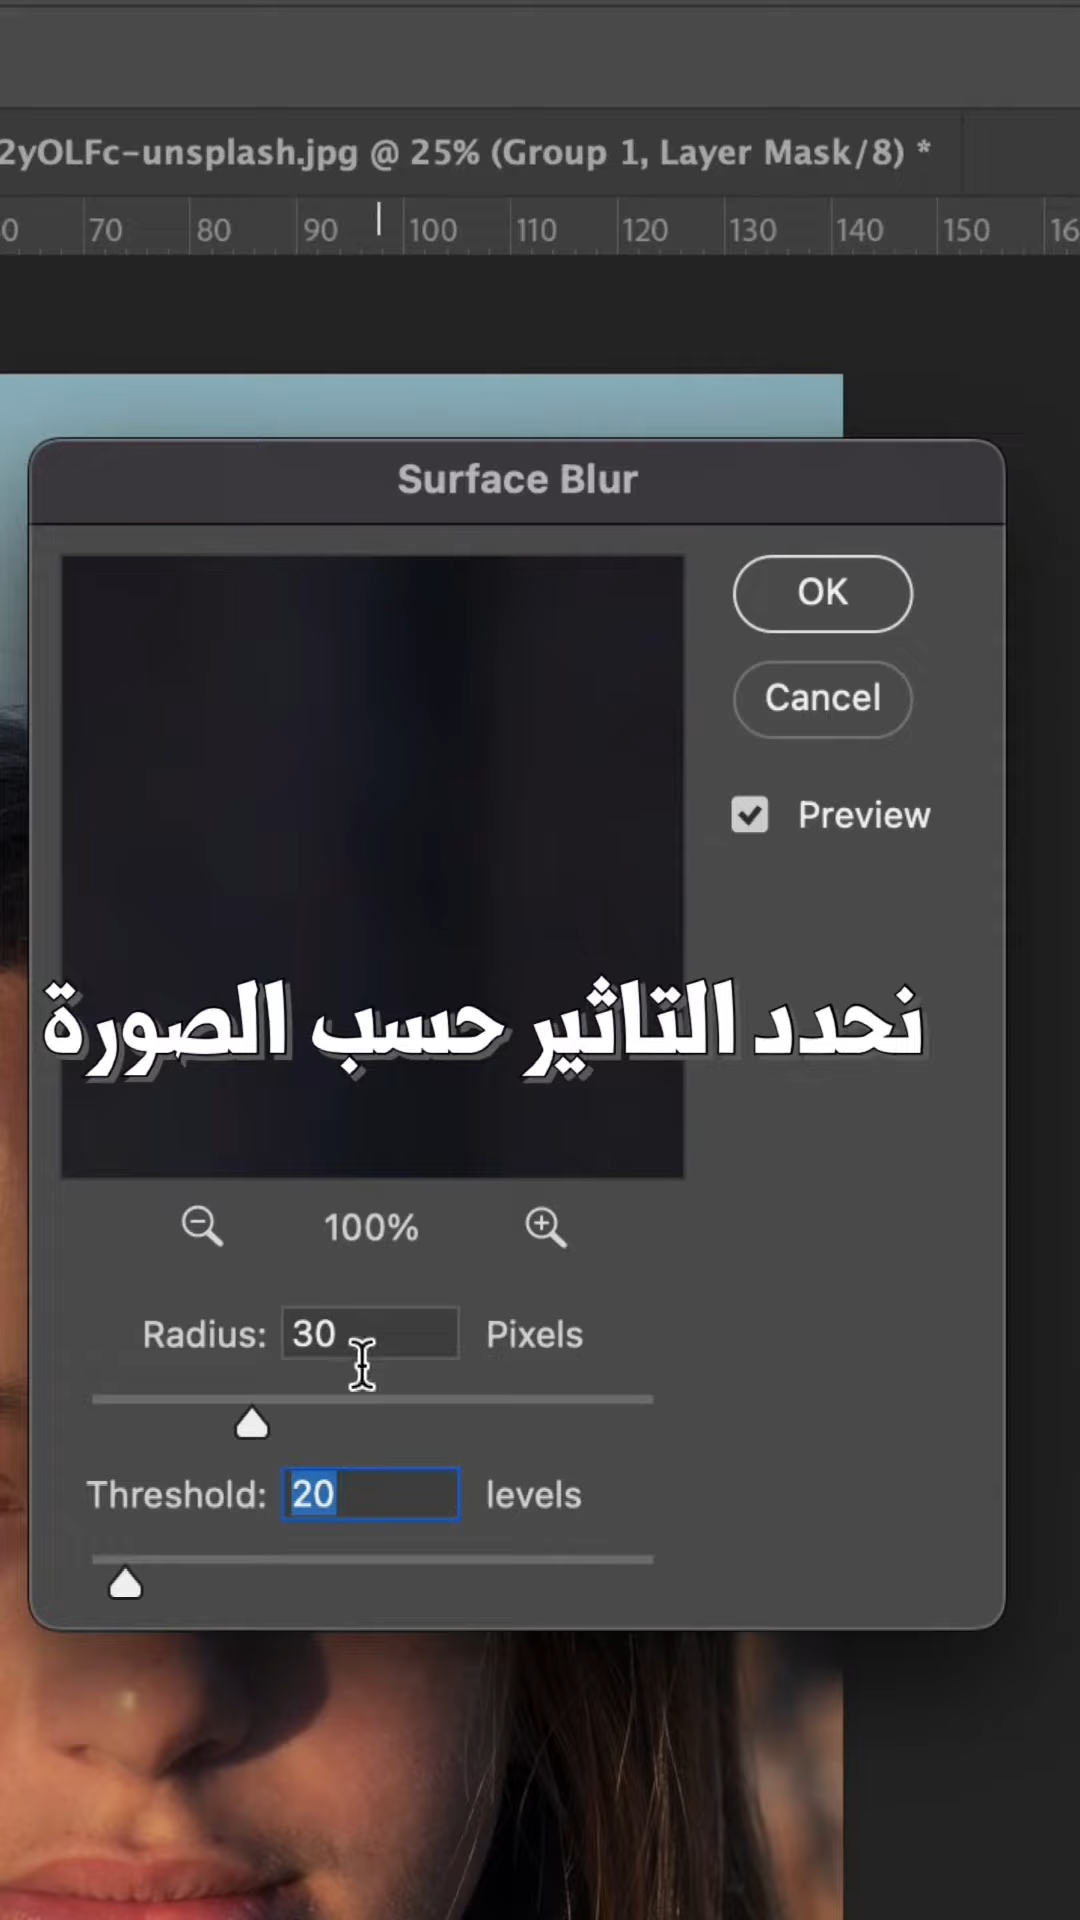 2yOLFc-unsplash.jpg @ 25% (Group 1, Layer Mask/8) *
0 70 80 90 100 110 120 130 140 150 16
Surface Blur
OK
Cancel
Preview
نحدد التاثير حسب الصورة
100%
Radius: 30 Pixels
Threshold: 20 levels